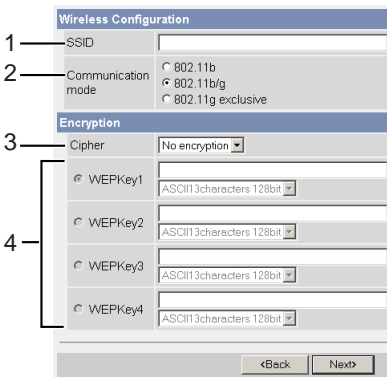 Wireless Configuration
1 SSID
2 Communication mode
802.11b
802.11b/g
802.11g exclusive
Encryption
3 Cipher No encryption
4
WEPKey1
ASCII13characters 128bit
WEPKey2
ASCII13characters 128bit
WEPKey3
ASCII13characters 128bit
WEPKey4
ASCII13characters 128bit
<Back Next>